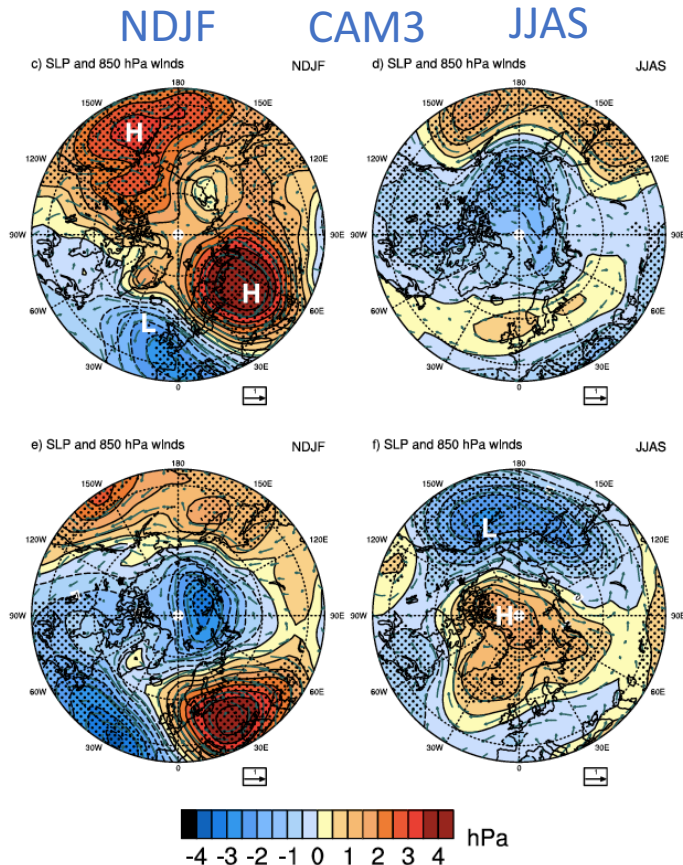 NDJF CAM3 JJAS
c) SLP and 850 hPa winds NDJF
180
150W 150E
120W 120E
90W 90E
60W 60E
30W 30E
0
H
H
L
1
d) SLP and 850 hPa winds JJAS
180
150W 150E
120W 120E
90W 90E
60W 60E
30W 30E
0
1
e) SLP and 850 hPa winds NDJF
180
150W 150E
120W 120E
90W 90E
60W 60E
30W 30E
0
1
f) SLP and 850 hPa winds JJAS
180
150W 150E
120W 120E
90W 90E
60W 60E
30W 30E
0
L
H
1
-4 -3 -2 -1 0 1 2 3 4 hPa